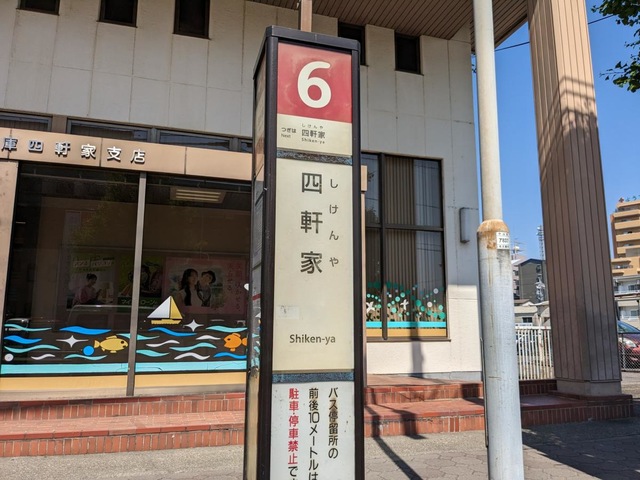 6
つぎは
Next
しけんや
四軒家
Shiken-ya
四軒家
しけんや
Shiken-ya
バス停留所の
前後10メートルは
駐車・停車禁止で
庫四軒家支店